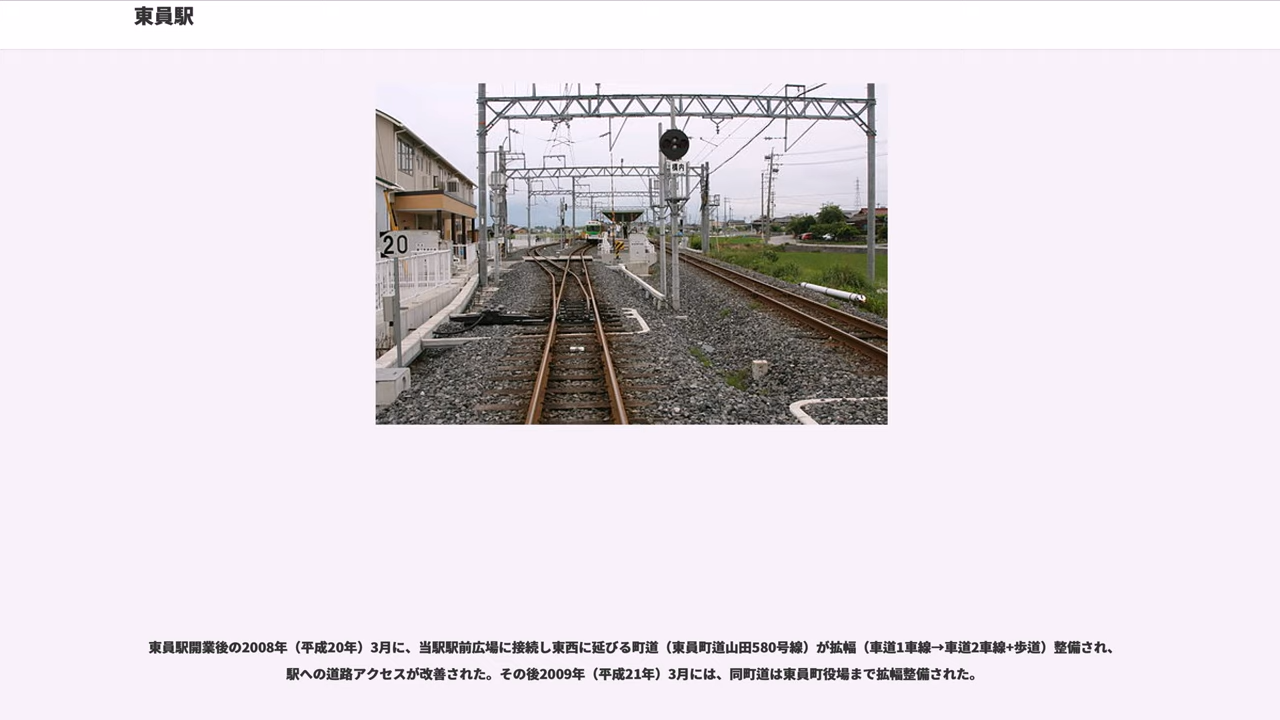 東員駅
構内
20
東員駅開業後の2008年（平成20年）3月に、当駅駅前広場に接続し東西に延びる町道（東員町道山田580号線）が拡幅（車道1車線→車道2車線+歩道）整備され、
駅への道路アクセスが改善された。その後2009年（平成21年）3月には、同町道は東員町役場まで拡幅整備された。